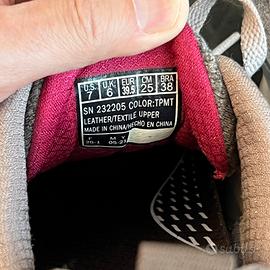 U.S. U.K. EUR CM BRA
7 6 39.5 25 38
SN 232205 COLOR:TPMT
LEATHER/TEXTILE UPPER
MADE IN CHINA/HECHO EN CHINA
F M Y
subito